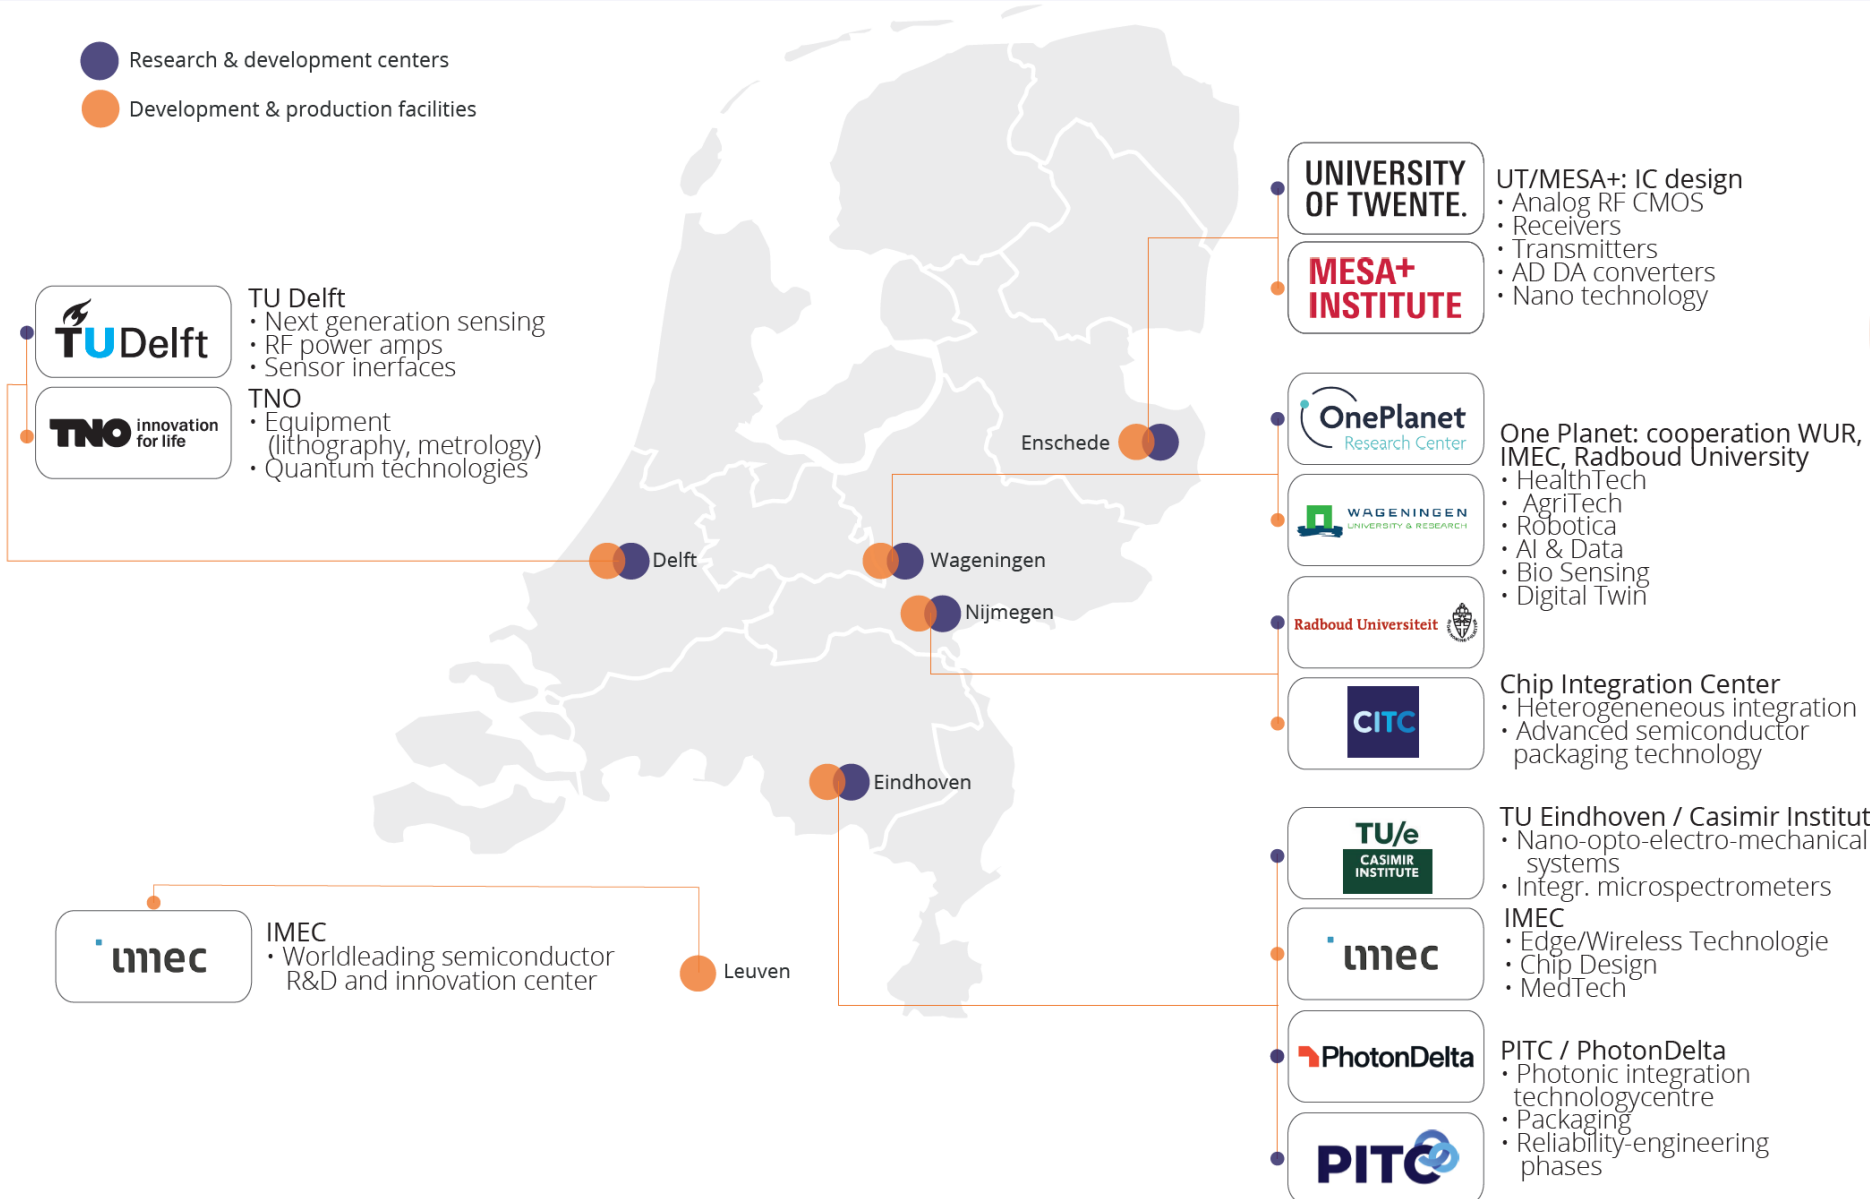 Research & development centers
Development & production facilities
TU Delft
TU Delft
• Next generation sensing
• RF power amps
• Sensor inerfaces
TNO innovation
for life
TNO
• Equipment
(lithography, metrology)
• Quantum technologies
UNIVERSITY
OF TWENTE.
MESA+
INSTITUTE
UT/MESA+: IC design
• Analog RF CMOS
• Receivers
• Transmitters
• AD DA converters
• Nano technology
OnePlanet
Research Center
WAGENINGEN
UNIVERSITY & RESEARCH
One Planet: cooperation WUR,
IMEC, Radboud University
• HealthTech
• AgriTech
• Robotica
• AI & Data
• Bio Sensing
• Digital Twin
Radboud Universiteit
CITC
Chip Integration Center
• Heterogeneneous integration
• Advanced semiconductor
packaging technology
Enschede
Delft
Wageningen
Nijmegen
Eindhoven
Leuven
TU/e
CASIMIR
INSTITUTE
TU Eindhoven / Casimir Institut
• Nano-opto-electro-mechanical
systems
• Integr. microspectrometers
imec
IMEC
• Edge/Wireless Technologie
• Chip Design
• MedTech
PhotonDelta
PITC
PITC / PhotonDelta
• Photonic integration
technologycentre
• Packaging
• Reliability-engineering
phases
imec
IMEC
• Worldleading semiconductor
R&D and innovation center